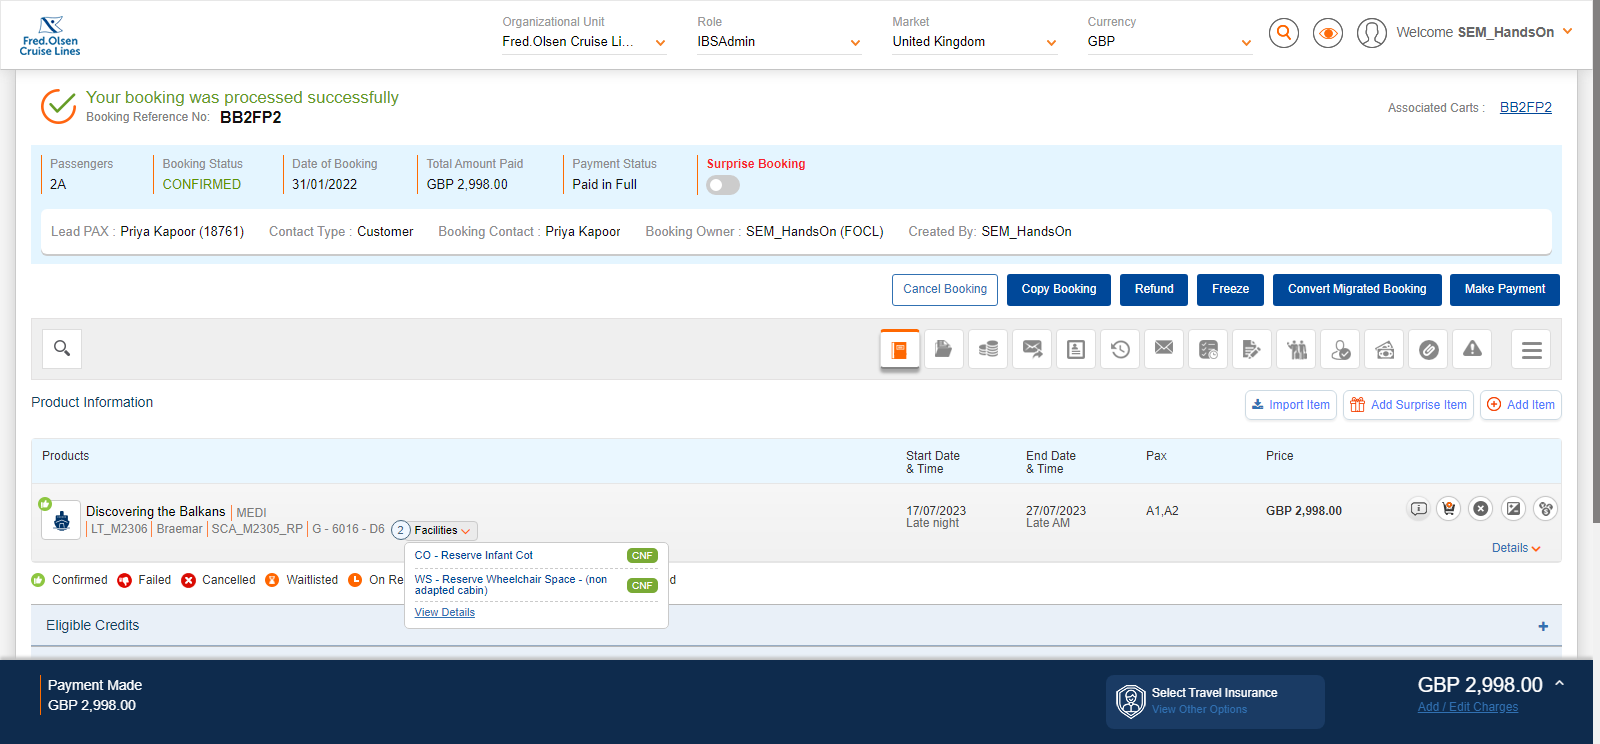 Fred.Olsen
Cruise Lines
Organizational Unit
Fred.Olsen Cruise Li...
Role
IBSAdmin
Market
United Kingdom
Currency
GBP
Welcome SEM_HandsOn
Your booking was processed successfully
Booking Reference No: BB2FP2
Associated Carts : BB2FP2
Passengers
2A
Booking Status
CONFIRMED
Date of Booking
31/01/2022
Total Amount Paid
GBP 2,998.00
Payment Status
Paid in Full
Surprise Booking
Lead PAX : Priya Kapoor (18761) Contact Type : Customer Booking Contact : Priya Kapoor Booking Owner : SEM_HandsOn (FOCL) Created By: SEM_HandsOn
Cancel Booking Copy Booking Refund Freeze Convert Migrated Booking Make Payment
Product Information
Import Item Add Surprise Item Add Item
Products
Start Date
& Time
End Date
& Time
Pax
Price
Discovering the Balkans MEDI
LT_M2306 Braemar SCA_M2305_RP G - 6016 - D6 2 Facilities
17/07/2023
Late night
27/07/2023
Late AM
A1,A2
GBP 2,998.00
Details
CO - Reserve Infant Cot CNF
WS - Reserve Wheelchair Space - (non
adapted cabin) CNF
View Details
Confirmed Failed Cancelled Waitlisted On Re d
Eligible Credits +
Payment Made
GBP 2,998.00
Select Travel Insurance
View Other Options
GBP 2,998.00
Add / Edit Charges